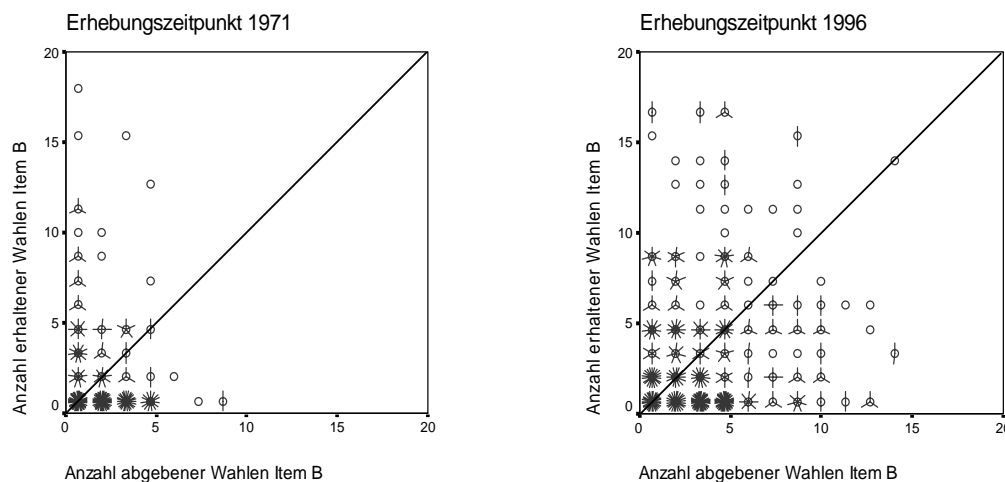 Erhebungszeitpunkt 1971
20
15
10
5
0
0 5 10 15 20
Anzahl erhaltener Wahlen Item B
Anzahl abgebener Wahlen Item B
Erhebungszeitpunkt 1996
20
15
10
5
0
0 5 10 15 20
Anzahl erhaltener Wahlen Item B
Anzahl abgebener Wahlen Item B